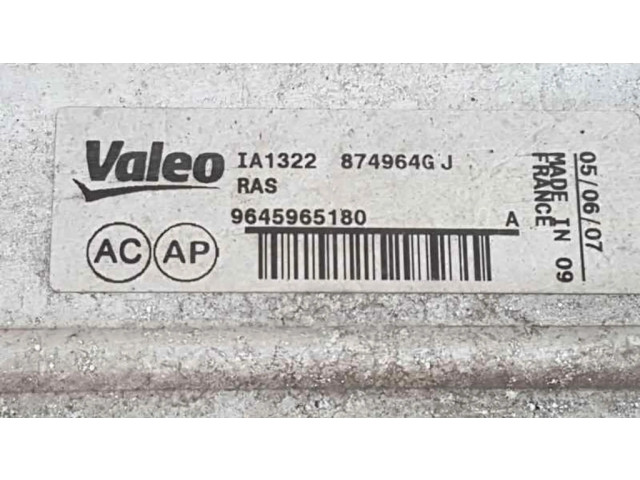 Valeo IA1322 874964G J
RAS
9645965180 A
AC AP
05/06/07
MADE IN 09
FRANCE